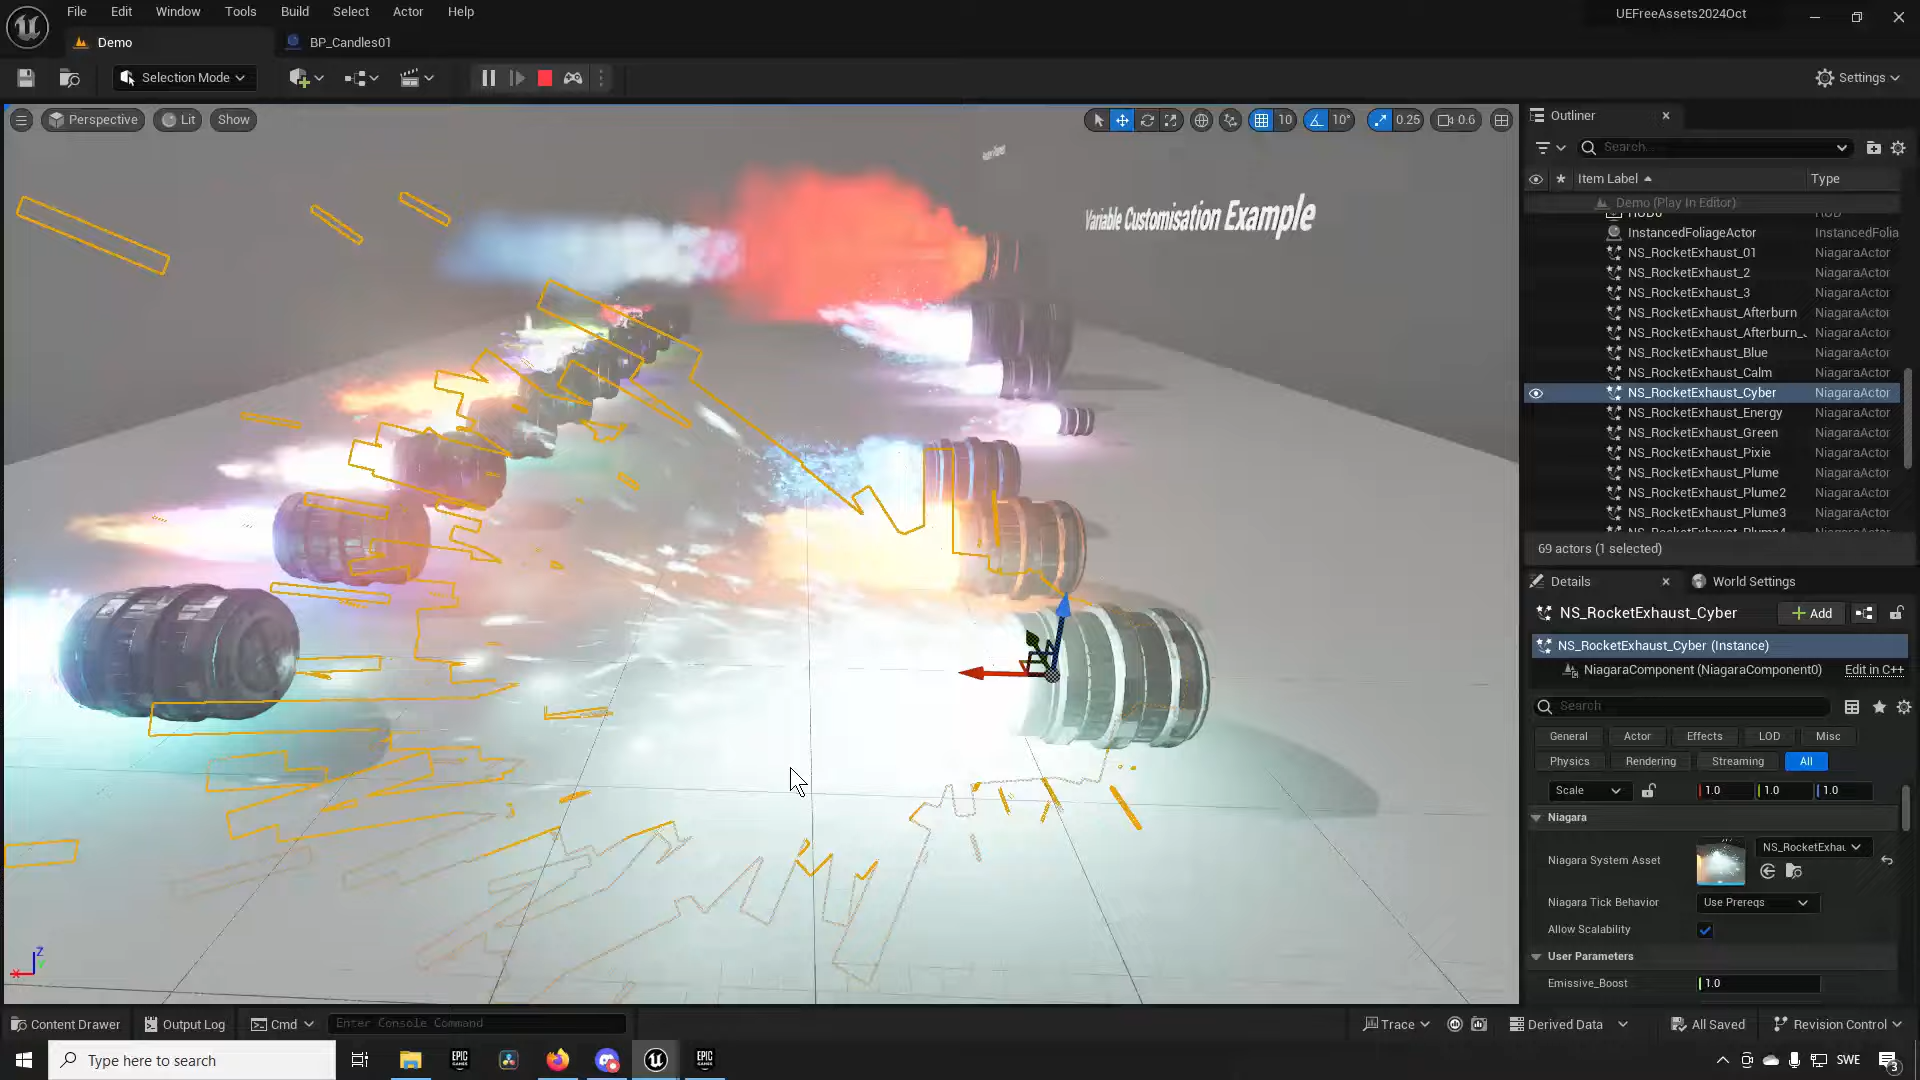 File Edit Window Tools Build Select Actor Help
UEFreeAssets2024Oct
Demo
BP_Candles01
Selection Mode
Settings
Perspective
Lit
Show
10
10°
0.25
0.6
Variable Customisation Example
Outliner
Search...
Item Label
Type
Demo (Play In Editor)
InstancedFoliageActor InstancedFolia
NS_RocketExhaust_01 NiagaraActor
NS_RocketExhaust_2 NiagaraActor
NS_RocketExhaust_3 NiagaraActor
NS_RocketExhaust_Afterburn NiagaraActor
NS_RocketExhaust_Afterburn_ NiagaraActor
NS_RocketExhaust_Blue NiagaraActor
NS_RocketExhaust_Calm NiagaraActor
NS_RocketExhaust_Cyber NiagaraActor
NS_RocketExhaust_Energy NiagaraActor
NS_RocketExhaust_Green NiagaraActor
NS_RocketExhaust_Pixie NiagaraActor
NS_RocketExhaust_Plume NiagaraActor
NS_RocketExhaust_Plume2 NiagaraActor
NS_RocketExhaust_Plume3 NiagaraActor
69 actors (1 selected)
Details
World Settings
NS_RocketExhaust_Cyber
Add
NS_RocketExhaust_Cyber (Instance)
NiagaraComponent (NiagaraComponent0) Edit in C++
Search
General Actor Effects LOD Misc
Physics Rendering Streaming All
Scale 1.0 1.0 1.0
Niagara
Niagara System Asset
NS_RocketExhau
Niagara Tick Behavior Use Prereqs
Allow Scalability
User Parameters
Emissive_Boost 1.0
Z
X
Content Drawer
Output Log
Cmd
Enter Console Command
Trace
Derived Data
All Saved
Revision Control
Type here to search
EPIC GAMES
EPIC GAMES
SWE
3